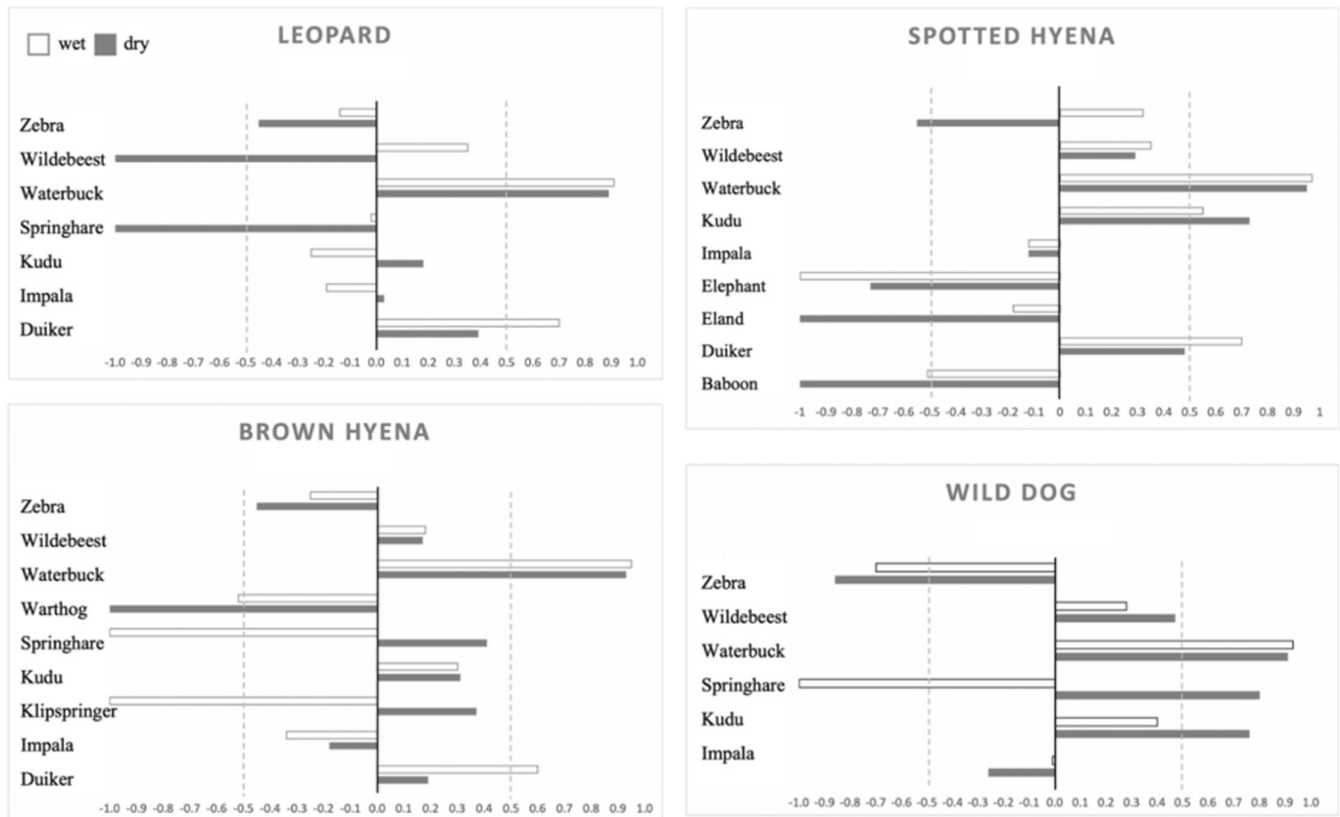 LEOPARD
wet dry
Zebra
Wildebeest
Waterbuck
Springhare
Kudu
Impala
Duiker
-1.0 -0.9 -0.8 -0.7 -0.6 -0.5 -0.4 -0.3 -0.2 -0.1 0.0 0.1 0.2 0.3 0.4 0.5 0.6 0.7 0.8 0.9 1.0
SPOTTED HYENA
Zebra
Wildebeest
Waterbuck
Kudu
Impala
Elephant
Eland
Duiker
Baboon
-1 -0.9 -0.8 -0.7 -0.6 -0.5 -0.4 -0.3 -0.2 -0.1 0 0.1 0.2 0.3 0.4 0.5 0.6 0.7 0.8 0.9 1
BROWN HYENA
Zebra
Wildebeest
Waterbuck
Warthog
Springhare
Kudu
Klipspringer
Impala
Duiker
-1.0 -0.9 -0.8 -0.7 -0.6 -0.5 -0.4 -0.3 -0.2 -0.1 0.0 0.1 0.2 0.3 0.4 0.5 0.6 0.7 0.8 0.9 1.0
WILD DOG
Zebra
Wildebeest
Waterbuck
Springhare
Kudu
Impala
-1.0 -0.9 -0.8 -0.7 -0.6 -0.5 -0.4 -0.3 -0.2 -0.1 0.0 0.1 0.2 0.3 0.4 0.5 0.6 0.7 0.8 0.9 1.0